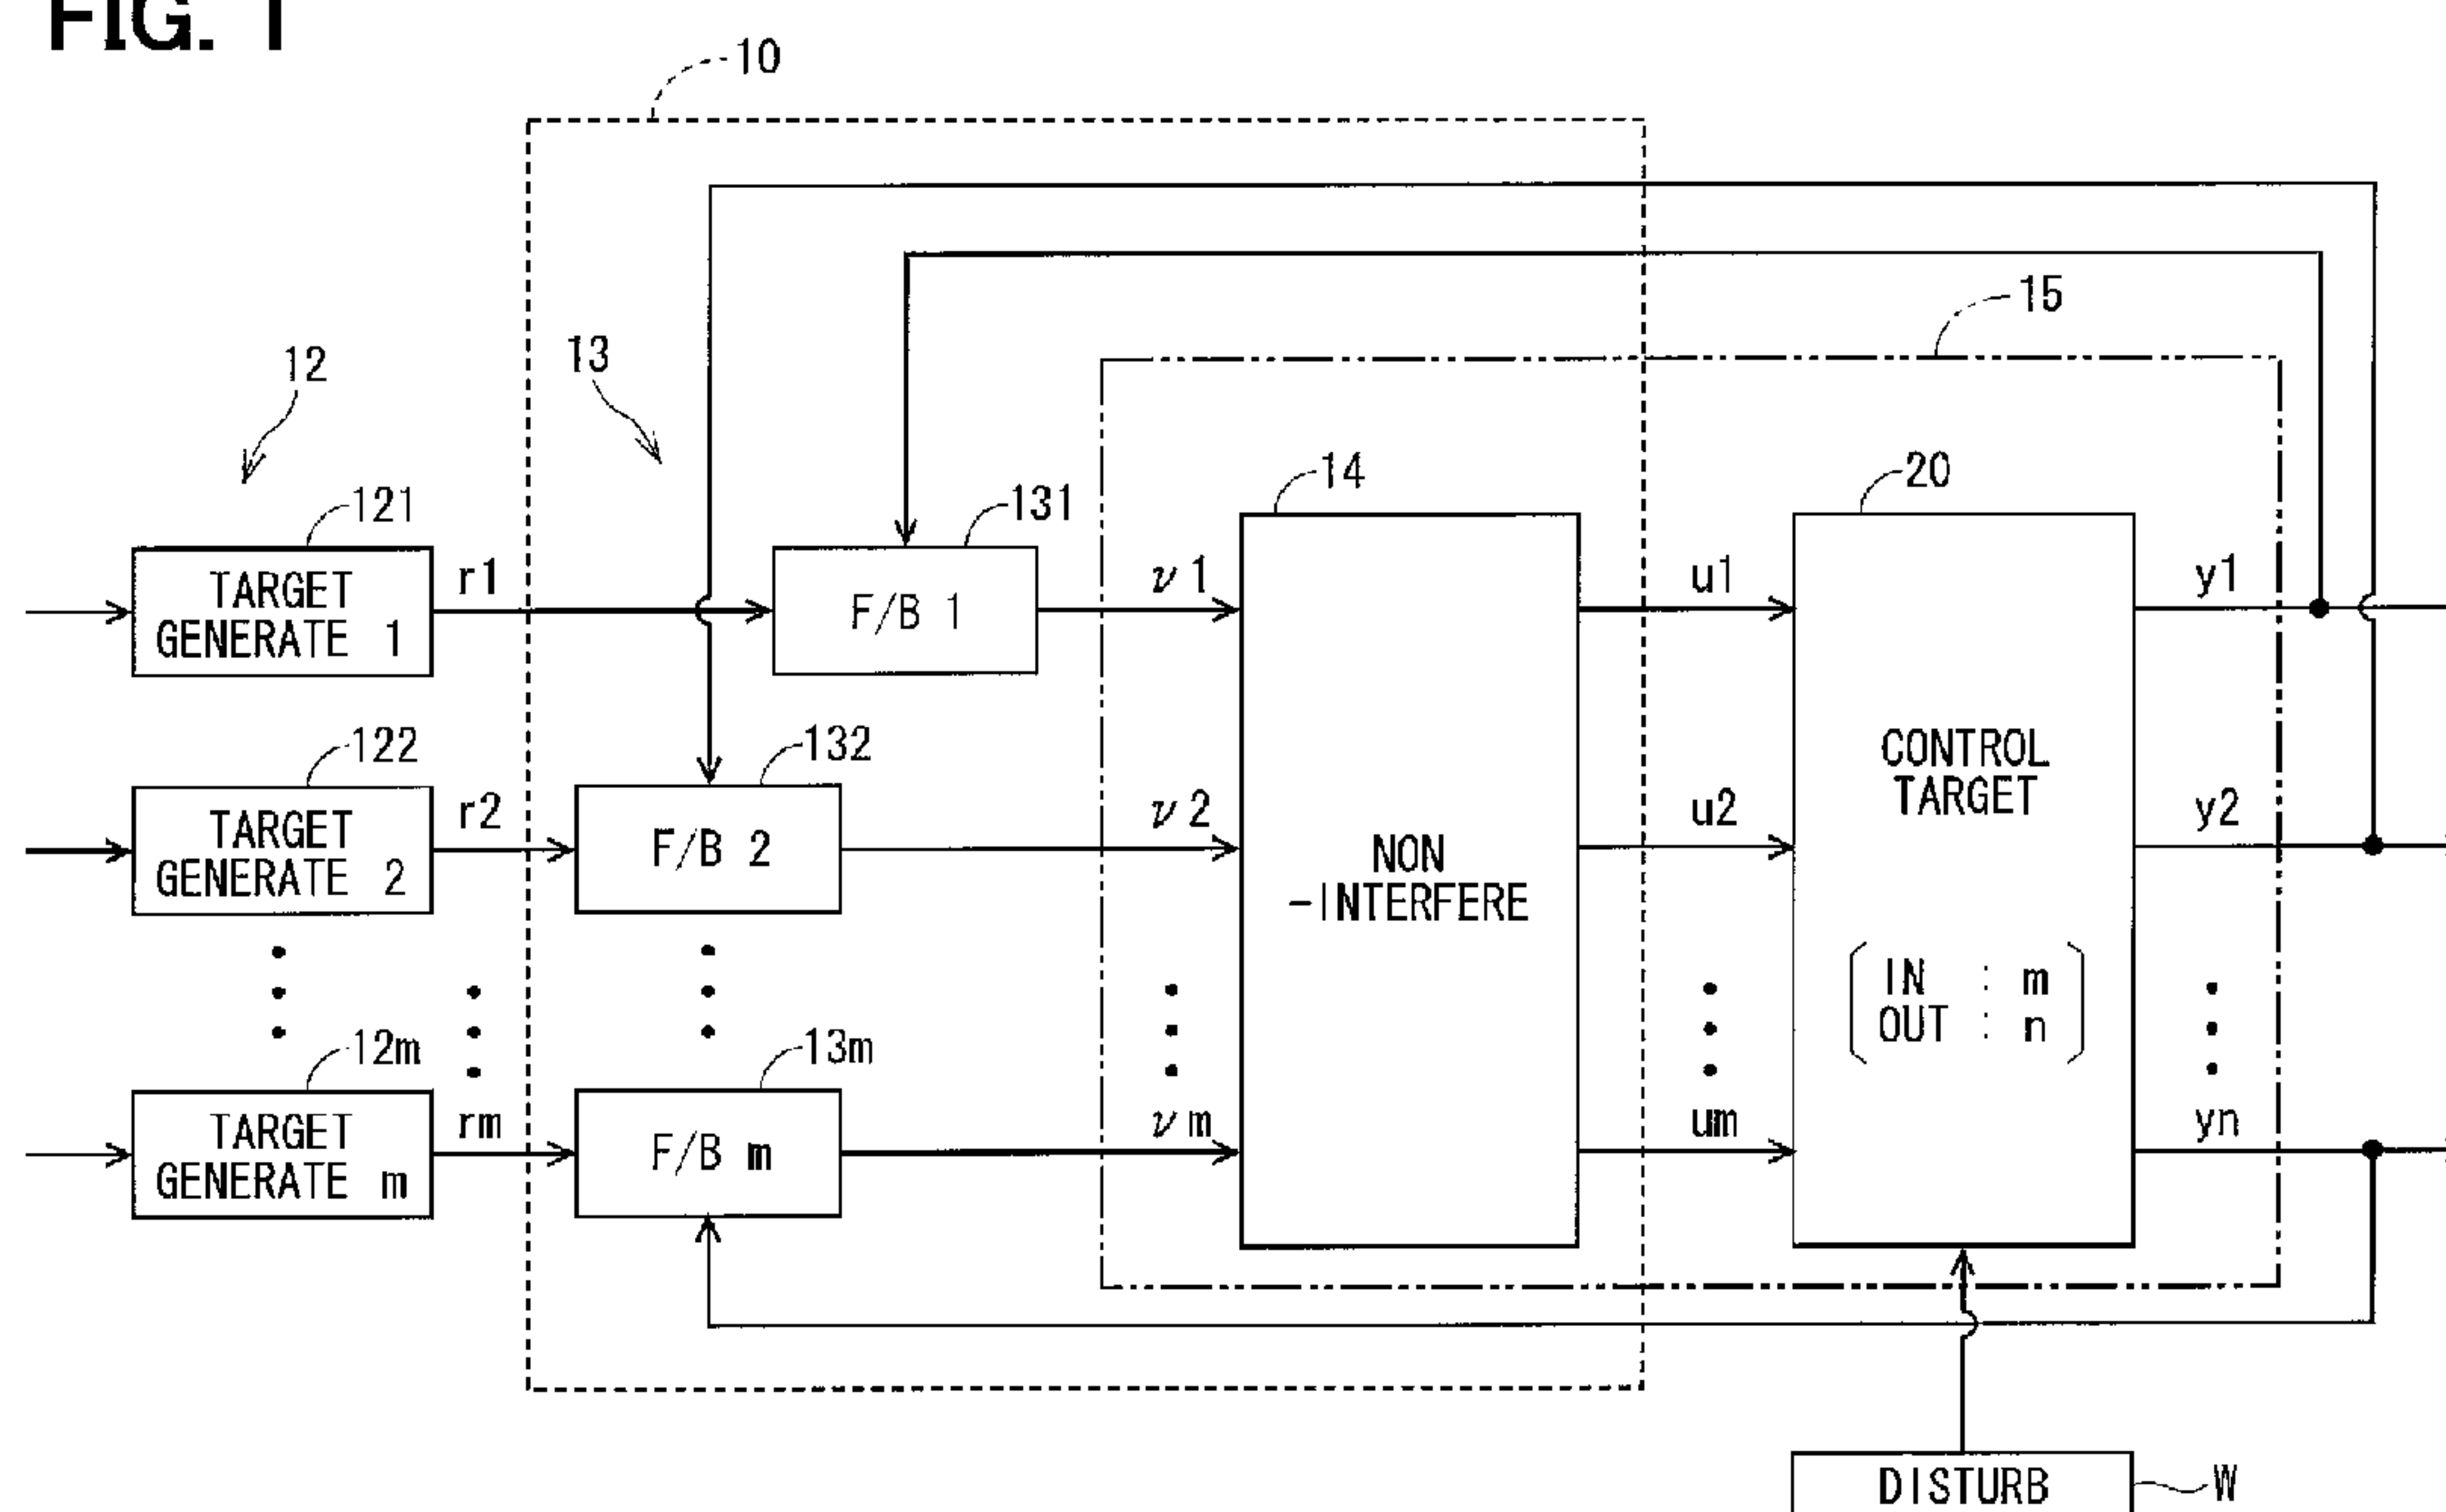 FIG. 1
10
15
12
13
14
20
121
131
TARGET
GENERATE 1
r1
F/B 1
ν1
u1
y1
122
132
TARGET
GENERATE 2
r2
F/B 2
ν2
u2
y2
CONTROL
TARGET
NON
-INTERFERE
IN : m
OUT : n
12m
13m
TARGET
GENERATE m
rm
F/B m
νm
um
yn
DISTURB
W